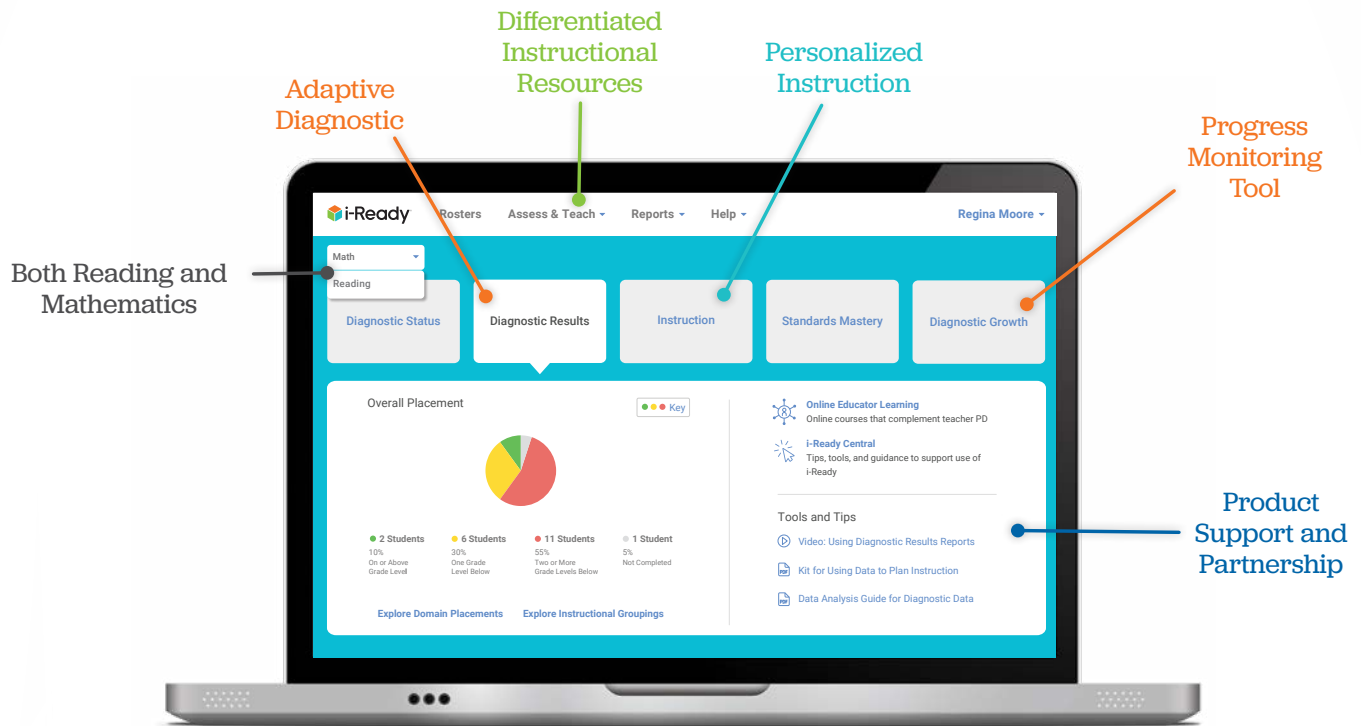 Differentiated
Instructional
Resources
Personalized
Instruction
Adaptive
Diagnostic
Progress
Monitoring
Tool
Both Reading and
Mathematics
i-Ready
Rosters
Assess & Teach
Reports
Help
Regina Moore
Math
Reading
Diagnostic Status
Diagnostic Results
Instruction
Standards Mastery
Diagnostic Growth
Overall Placement
Key
2 Students
10%
On or Above
Grade Level
6 Students
30%
One Grade
Level Below
11 Students
55%
Two or More
Grade Levels Below
1 Student
5%
Not Completed
Explore Domain Placements
Explore Instructional Groupings
Online Educator Learning
Online courses that complement teacher PD
i-Ready Central
Tips, tools, and guidance to support use of
i-Ready
Tools and Tips
Video: Using Diagnostic Results Reports
PDF
Kit for Using Data to Plan Instruction
PDF
Data Analysis Guide for Diagnostic Data
Product
Support and
Partnership